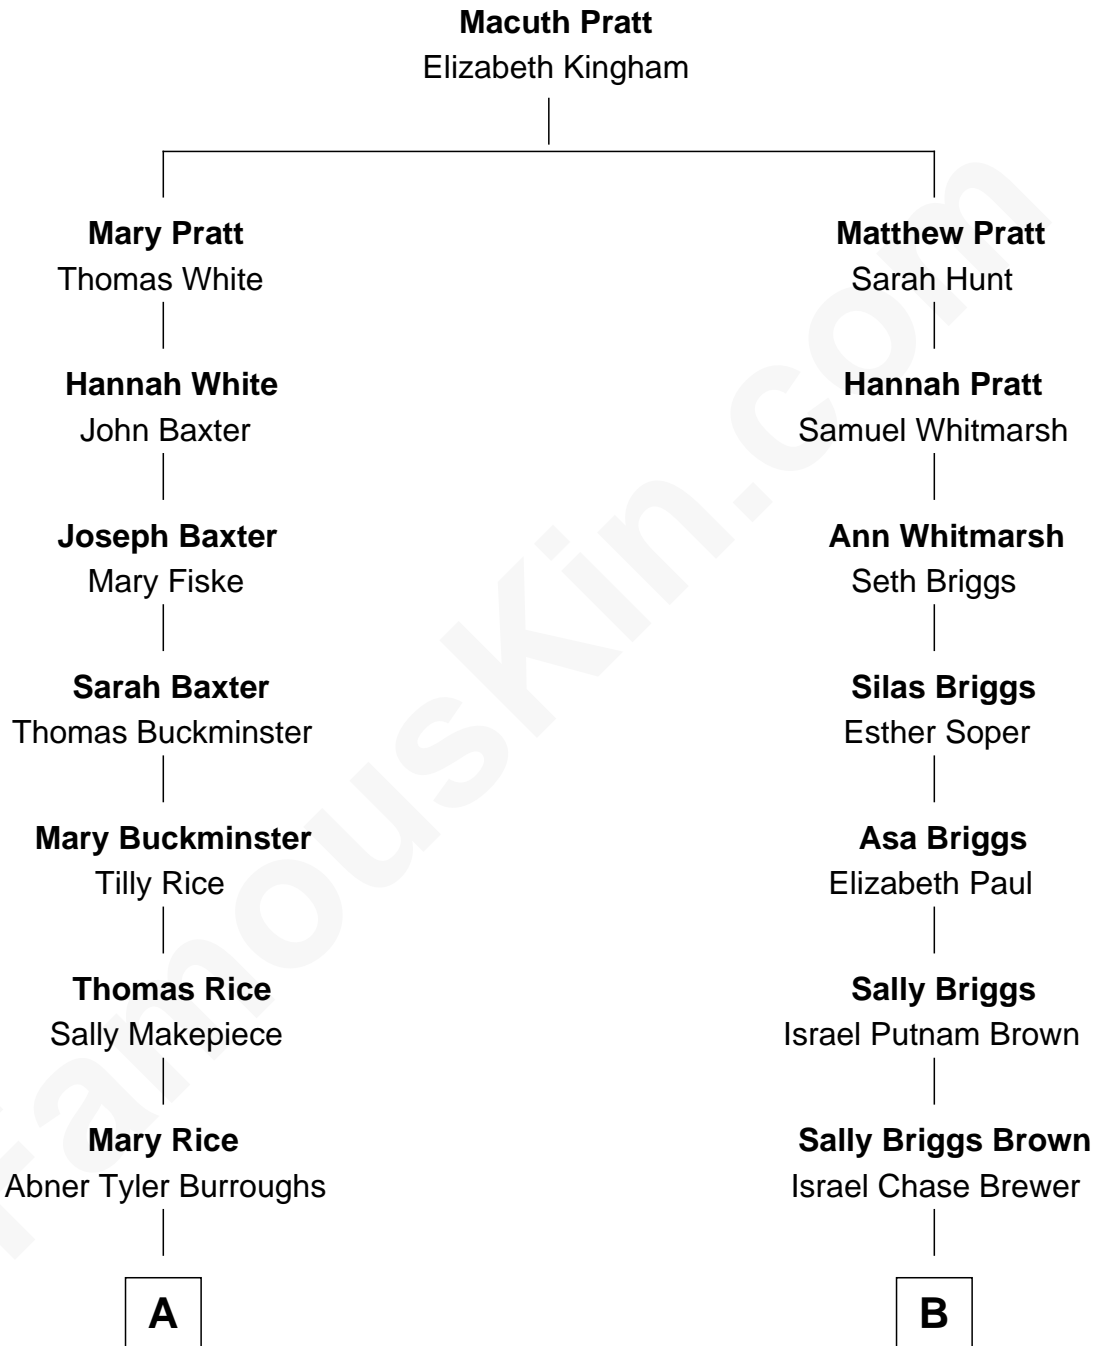 Macuth Pratt
Elizabeth Kingham
Mary Pratt
Thomas White
Matthew Pratt
Sarah Hunt
Hannah White
John Baxter
Hannah Pratt
Samuel Whitmarsh
Joseph Baxter
Mary Fiske
Ann Whitmarsh
Seth Briggs
Sarah Baxter
Thomas Buckminster
Silas Briggs
Esther Soper
Mary Buckminster
Tilly Rice
Asa Briggs
Elizabeth Paul
Thomas Rice
Sally Makepiece
Sally Briggs
Israel Putnam Brown
Mary Rice
Abner Tyler Burroughs
Sally Briggs Brown
Israel Chase Brewer
A
B
FamousKin.com